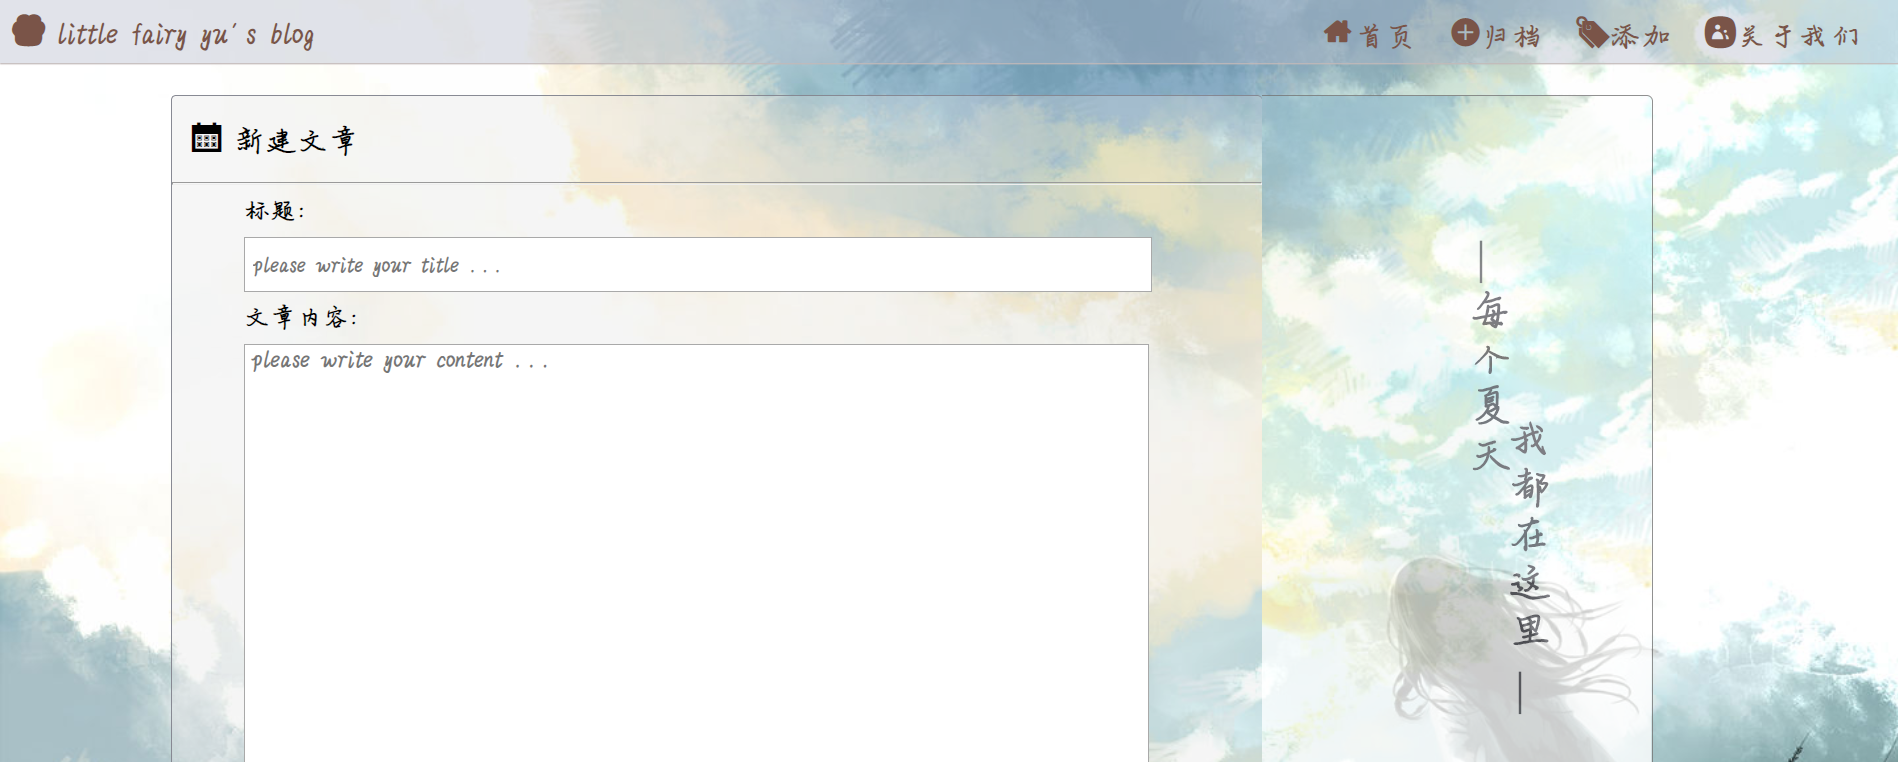 little fairy yu's blog
首页
归档
添加
关于我们
新建文章
标题:
please write your title ...
文章内容:
please write your content ...
—每个夏天
我都在这里—